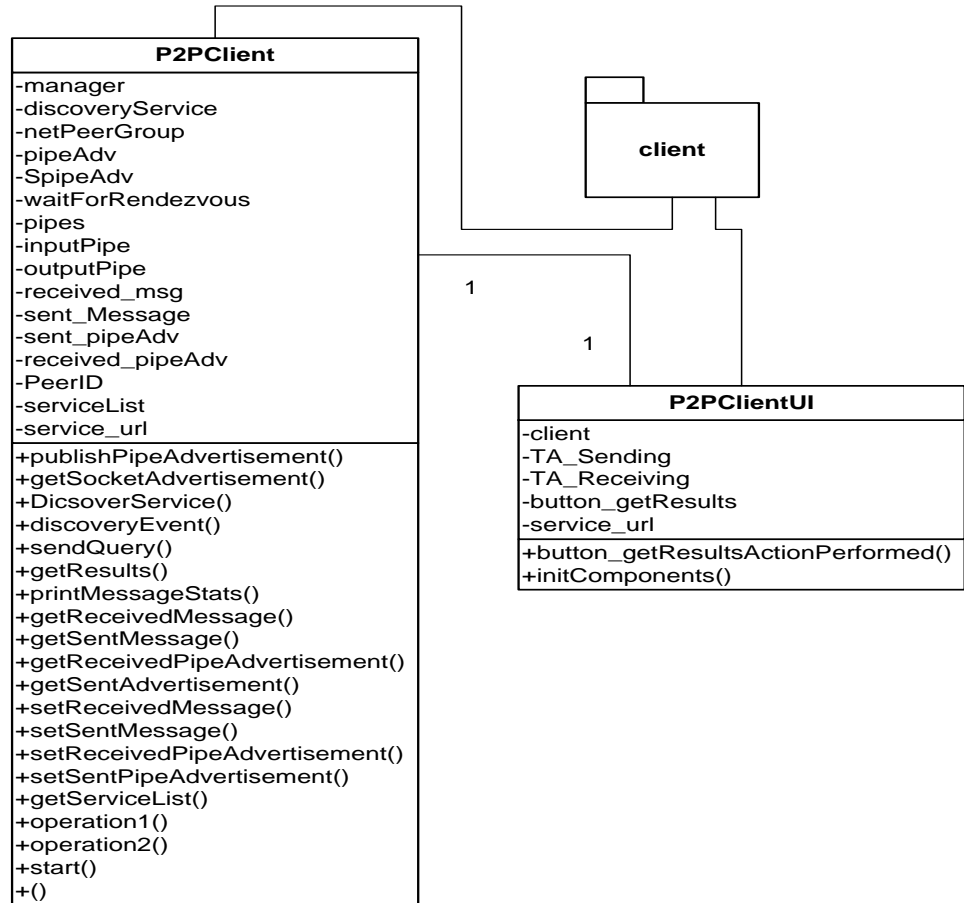 P2PClient
-manager
-discoveryService
-netPeerGroup
-pipeAdv
-SpipeAdv
-waitForRendezvous
-pipes
-inputPipe
-outputPipe
-received_msg
-sent_Message
-sent_pipeAdv
-received_pipeAdv
-PeerID
-serviceList
-service_url
+publishPipeAdvertisement()
+getSocketAdvertisement()
+DicsoverService()
+discoveryEvent()
+sendQuery()
+getResults()
+printMessageStats()
+getReceivedMessage()
+getSentMessage()
+getReceivedPipeAdvertisement()
+getSentAdvertisement()
+setReceivedMessage()
+setSentMessage()
+setReceivedPipeAdvertisement()
+setSentPipeAdvertisement()
+getServiceList()
+operation1()
+operation2()
+start()
+()
client
1
1
P2PClientUI
-client
-TA_Sending
-TA_Receiving
-button_getResults
-service_url
+button_getResultsActionPerformed()
+initComponents()